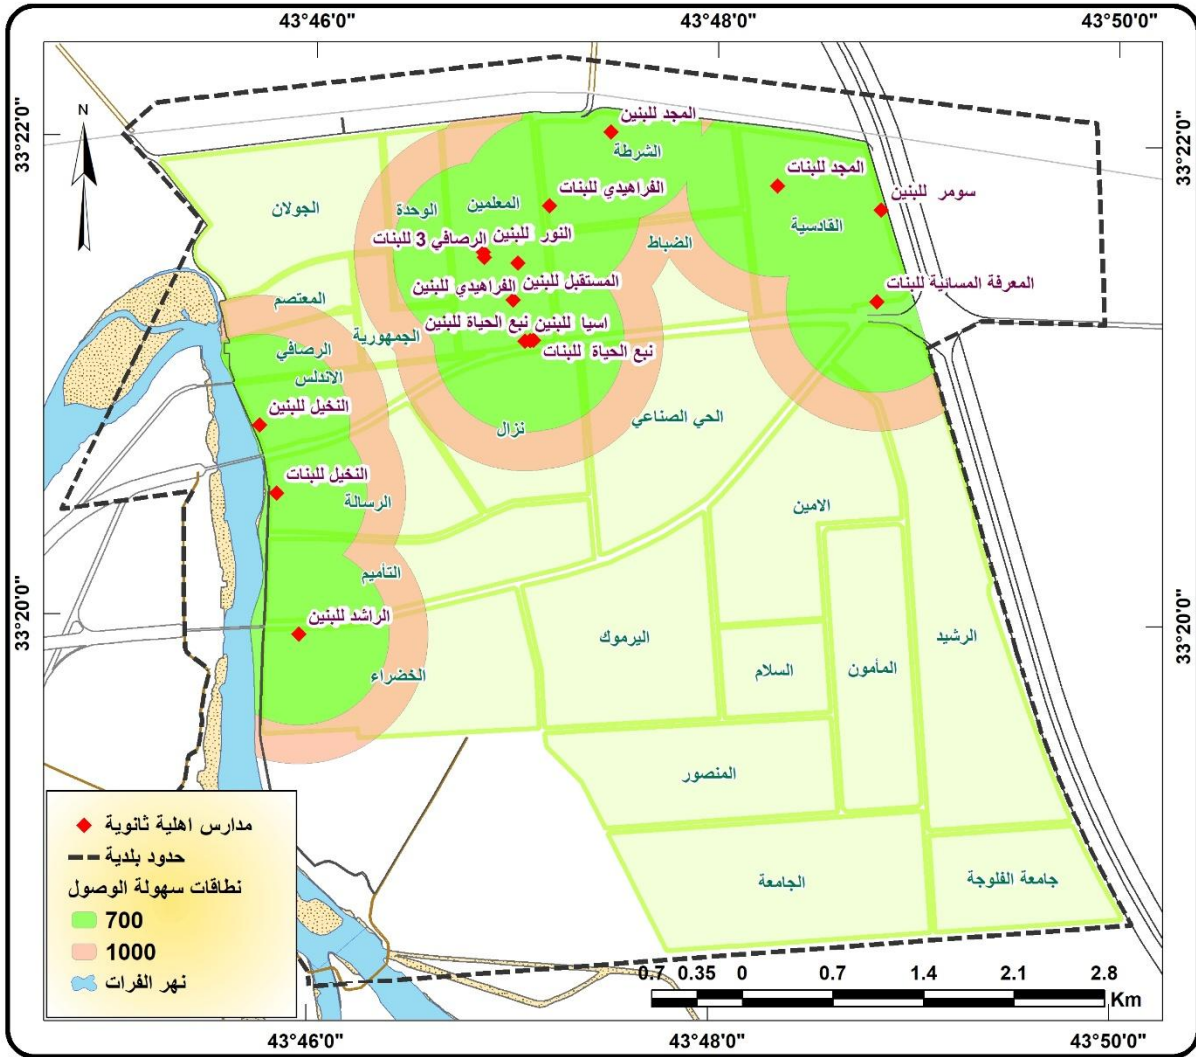 43°46'0" 43°48'0" 43°50'0"
33°22'0" 33°22'0"
N
المجد للبنين
الشرطة
المجد للبنات
الفراهيدي للبنات
المعلمين
الوحدة
الجولان
سومر للبنين
القادسية
النور للبنين
الرصافي 3 للبنات
الضباط
المعرفة المسائية للبنات
المستقبل للبنين
الفراهيدي للبنين
المعتصم
اسيا للبنين
نبع الحياة للبنين
الجمهورية
نبع الحياة للبنات
الرصافي
الاندلس
الحي الصناعي
النخيل للبنين
نزال
النخيل للبنات
الرسالة
الامين
التأميم
الراشد للبنين
33°20'0" 33°20'0"
اليرموك
الرشيد
السلام
المأمون
الخضراء
المنصور
الجامعة
جامعة الفلوجة
مدارس اهلية ثانوية
حدود بلدية
نطاقات سهولة الوصول
700
1000
نهر الفرات
0.7 0.35 0 0.7 1.4 2.1 2.8
Km
43°46'0" 43°48'0" 43°50'0"